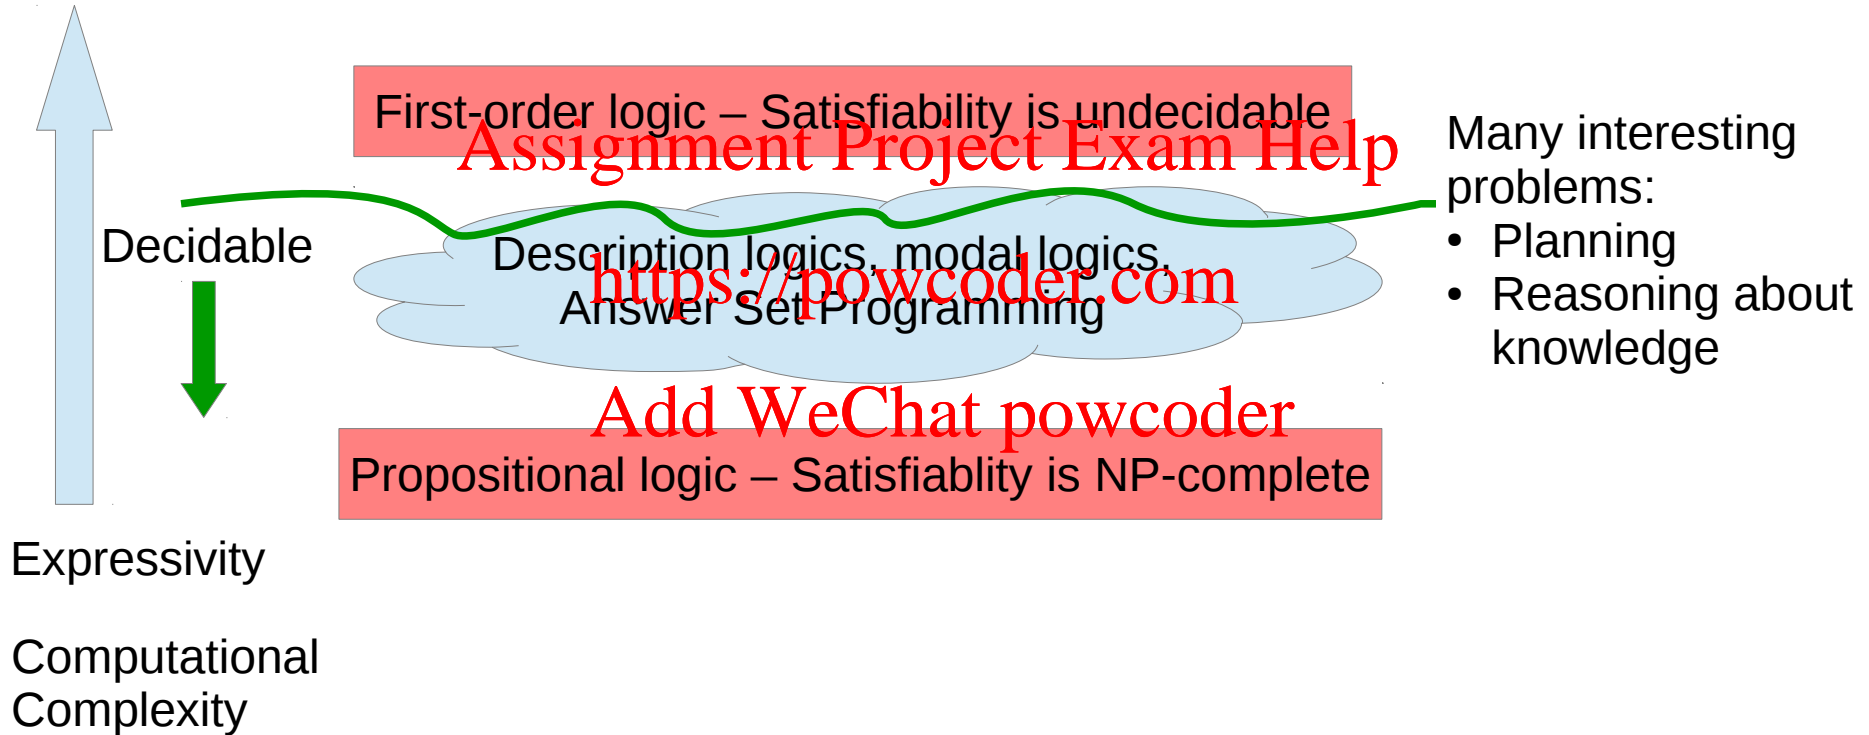 First-order logic – Satisfiability is undecidable
Assignment Project Exam Help
Many interesting
problems:
• Planning
• Reasoning about
knowledge
Decidable
Description logics, modal logics,
https://powcoder.com
Answer Set Programming
Add WeChat powcoder
Propositional logic – Satisfiablity is NP-complete
Expressivity
Computational
Complexity